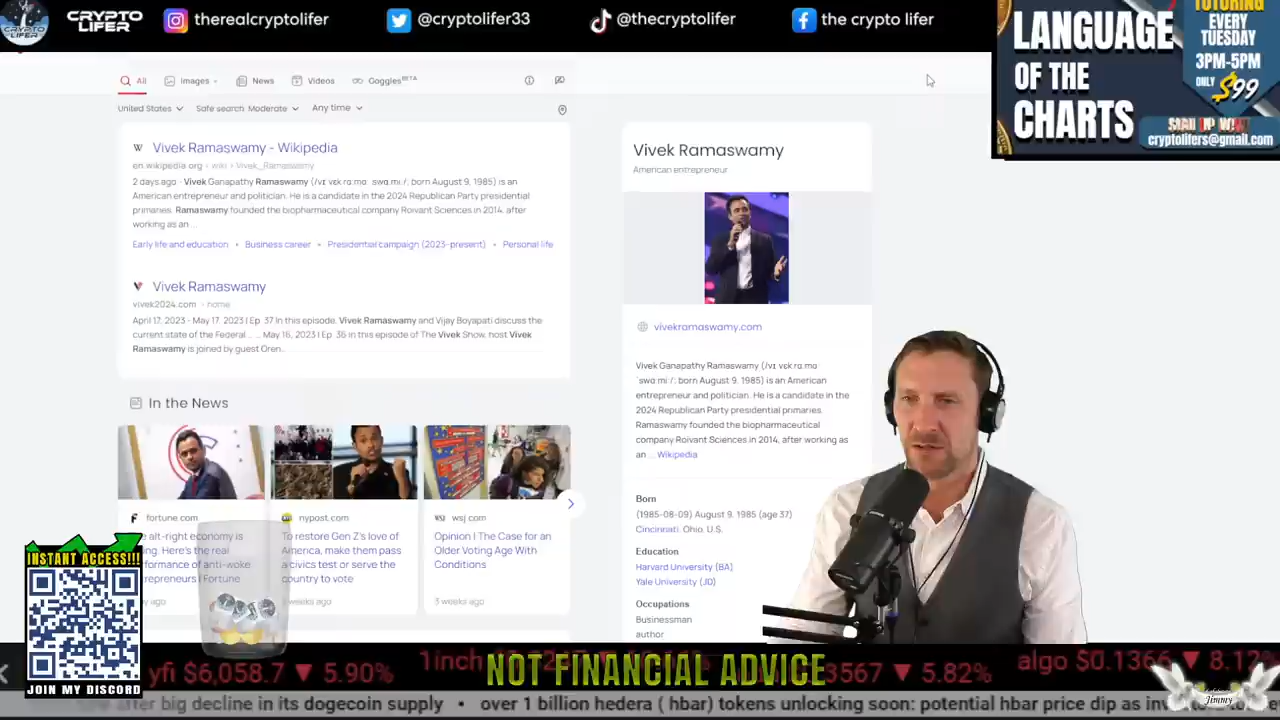 CRYPTO LIFER
therealcryptolifer
@cryptolifer33
@thecryptolifer
the crypto lifer
TUTORING
EVERY
TUESDAY
3PM-5PM
ONLY $99
LANGUAGE
OF THE
CHARTS
SIGN UP NOW
cryptolifers@gmail.com
All
Images
News
Videos
Goggles BETA
United States
Safe search: Moderate
Any time
W Vivek Ramaswamy - Wikipedia
en.wikipedia.org › wiki › Vivek_Ramaswamy
2 days ago - Vivek Ganapathy Ramaswamy
born August 9, 1985) is an
American entrepreneur and politician. He is a candidate in the 2024 Republican Party presidential
primaries. Ramaswamy founded the biopharmaceutical company Roivant Sciences in 2014, after
working as an ...
Early life and education • Business career • Presidential campaign (2023–present) • Personal life
Vivek Ramaswamy
vivek2024.com › home
April 17, 2023 - May 17, 2023 | Ep. 37 In this episode, Vivek Ramaswamy and Vijay Boyapati discuss the
current state of the Federal ... ... May 16, 2023 | Ep. 36 in this episode of The Vivek Show, host Vivek
Ramaswamy is joined by guest Oren...
In the News
fortune.com
alt-right economy is
Here's the real
of anti-woke
Fortune
ago
nypost.com
To restore Gen Z's love of
America, make them pass
a civics test or serve the
country to vote
weeks ago
WSJ wsj.com
Opinion | The Case for an
Older Voting Age With
Conditions
3 weeks ago
Vivek Ramaswamy
American entrepreneur
vivekramaswamy.com
Vivek Ganapathy Ramaswamy
born August 9, 1985) is an American
entrepreneur and politician. He is a candidate in the
2024 Republican Party presidential primaries.
Ramaswamy founded the biopharmaceutical
company Roivant Sciences in 2014, after working as
an ... Wikipedia
Born
(1985-08-09) August 9, 1985 (age 37)
Cincinnati, Ohio, U.S.
Education
Harvard University (BA)
Yale University (JD)
Occupations
Businessman
author
INSTANT ACCESS!!!
JOIN MY DISCORD
yfi $6,058.7 ▼ 5.90%
1inch
NOT FINANCIAL ADVICE
567 ▼ 5.82%
algo $0.1366 ▼
after big decline in its dogecoin supply • over 1 billion hedera ( hbar) tokens unlocking soon: potential hbar price dip as
Jimmy